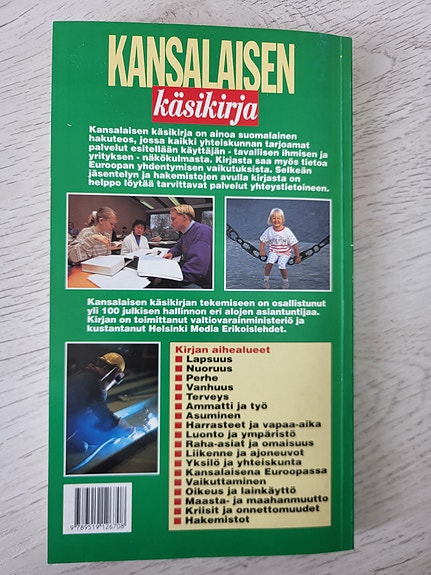 KANSALAISEN
käsikirja
Kansalaisen käsikirja on ainoa suomalainen
hakuteos, jossa kaikki yhteiskunnan tarjoamat
palvelut esitellään käyttäjän - tavallisen ihmisen ja
yrityksen - näkökulmasta. Kirjasta saa myös tietoa
Euroopan yhdentymisen vaikutuksista. Selkeän
jäsentelyn ja hakemistojen avulla kirjasta on
helppo löytää tarvittavat palvelut yhteystietoineen.
Kansalaisen käsikirjan tekemiseen on osallistunut
yli 100 julkisen hallinnon eri alojen asiantuntijaa.
Kirjan on toimittanut valtiovarainministeriö ja
kustantanut Helsinki Media Erikoislehdet.
Kirjan aihealueet
Lapsuus
Nuoruus
Perhe
Vanhuus
Terveys
Ammatti ja työ
Asuminen
Harrasteet ja vapaa-aika
Luonto ja ympäristö
Raha-asiat ja omaisuus
Liikenne ja ajoneuvot
Yksilö ja yhteiskunta
Kansalaisena Euroopassa
Vaikuttaminen
Oikeus ja lainkäyttö
Maasta- ja maahanmuutto
Kriisit ja onnettomuudet
Hakemistot
9 789519 126708